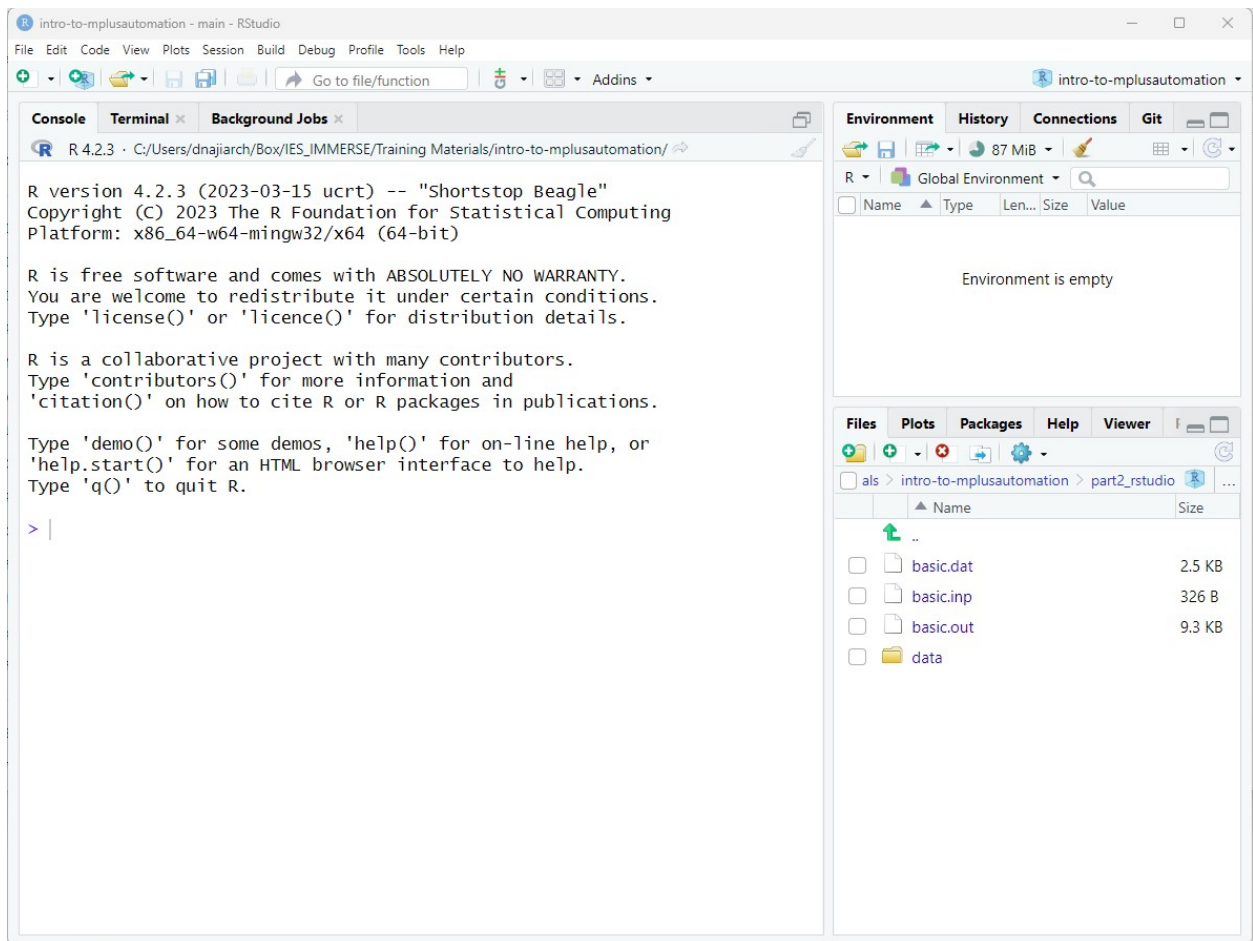 intro-to-mplusautomation - main - RStudio
File Edit Code View Plots Session Build Debug Profile Tools Help
Go to file/function
Addins
intro-to-mplusautomation
Console Terminal Background Jobs
R 4.2.3 · C:/Users/dnajiarch/Box/IES_IMMERSE/Training Materials/intro-to-mplusautomation/
R version 4.2.3 (2023-03-15 ucrt) -- "Shortstop Beagle"
Copyright (C) 2023 The R Foundation for Statistical Computing
Platform: x86_64-w64-mingw32/x64 (64-bit)
R is free software and comes with ABSOLUTELY NO WARRANTY.
You are welcome to redistribute it under certain conditions.
Type 'license()' or 'licence()' for distribution details.
R is a collaborative project with many contributors.
Type 'contributors()' for more information and
'citation()' on how to cite R or R packages in publications.
Type 'demo()' for some demos, 'help()' for on-line help, or
'help.start()' for an HTML browser interface to help.
Type 'q()' to quit R.
>
Environment History Connections Git
87 MiB
R Global Environment
Name Type Len... Size Value
Environment is empty
Files Plots Packages Help Viewer
als > intro-to-mplusautomation > part2_rstudio ...
Name Size
..
basic.dat 2.5 KB
basic.inp 326 B
basic.out 9.3 KB
data